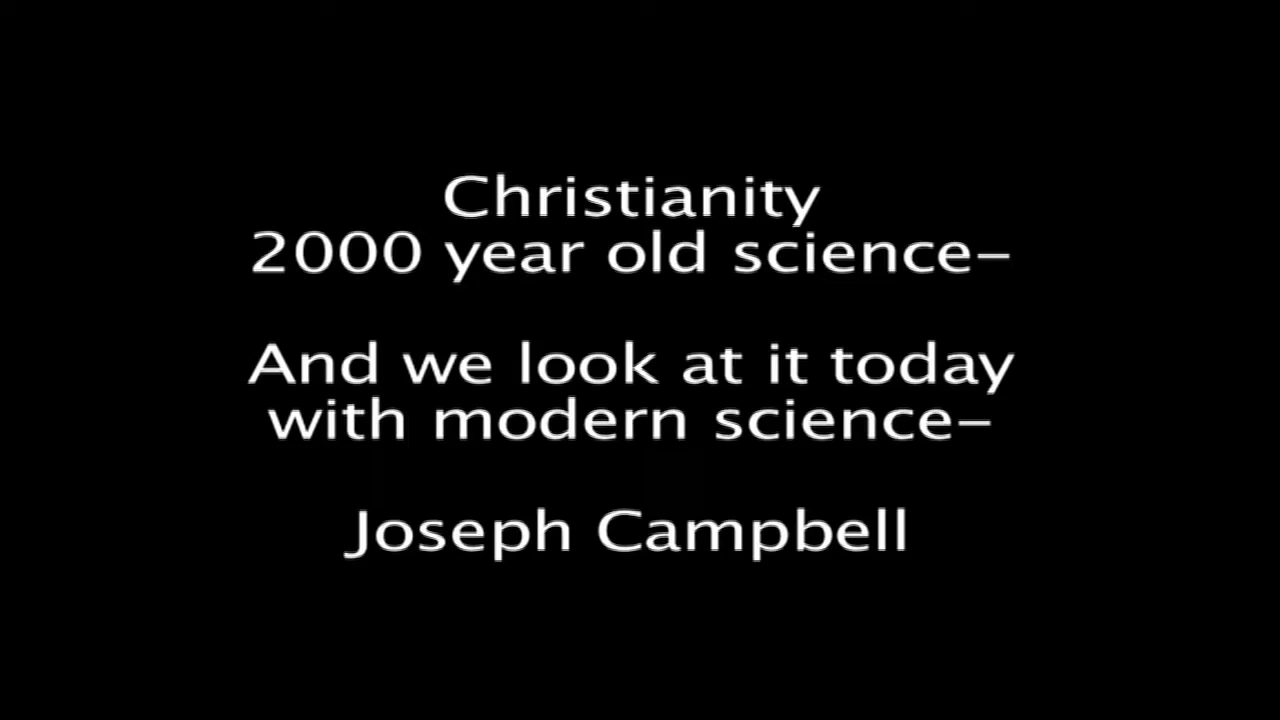 Christianity
2000 year old science–
And we look at it today
with modern science–
Joseph Campbell